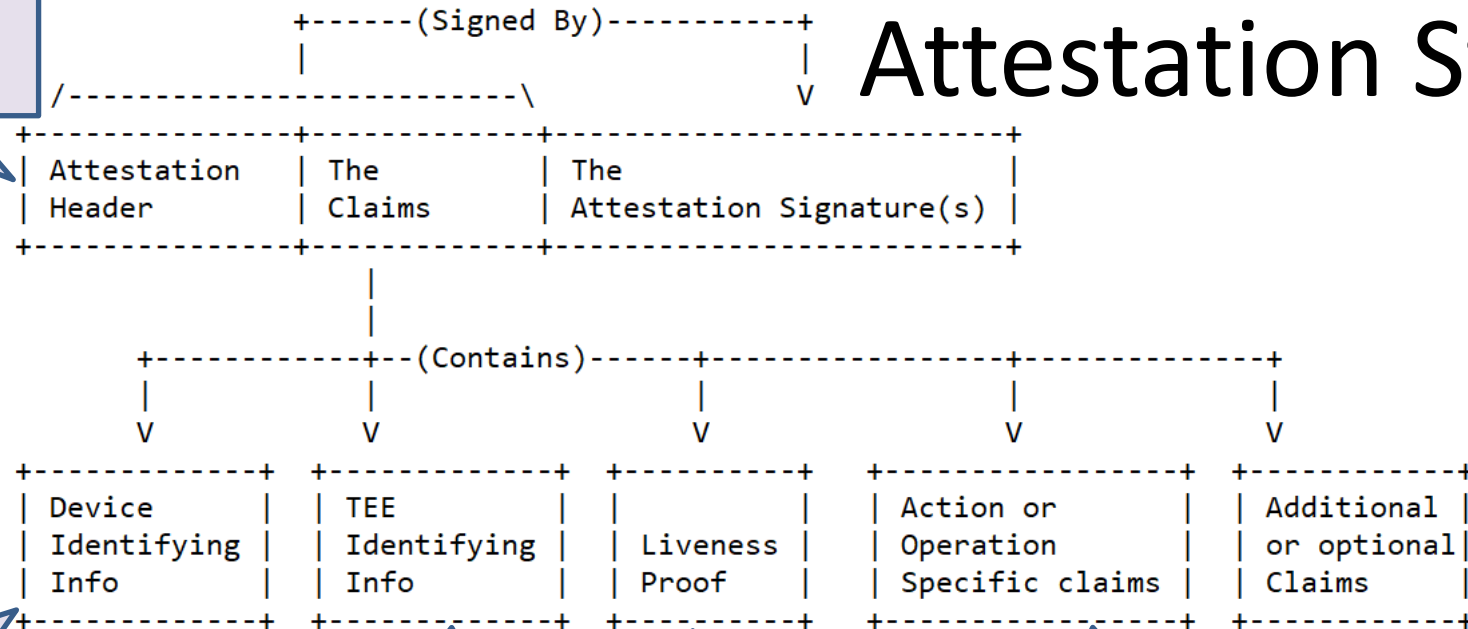 +------(Signed By)-----------+ Attestation
|                            |
/--------------------------\               V
+----------------+-------------+--------------------------+
| Attestation   | The         | The                      |
| Header        | Claims      | Attestation Signature(s) |
+----------------+-------------+--------------------------+
|
|
+------------+--(Contains)------+-----------------+--------------+
|            |                  |                 |              |
V            V                  V                 V              V
+-------------+  +-------------+  +----------+   +-----------------+  +------------+
| Device      |  | TEE         |  |          |   | Action or       |  | Additional |
| Identifying |  | Identifying |  | Liveness |   | Operation       |  | or optional|
| Info        |  | Info        |  | Proof    |   | Specific claims |  | Claims     |
+-------------+  +-------------+  +----------+   +-----------------+  +------------+